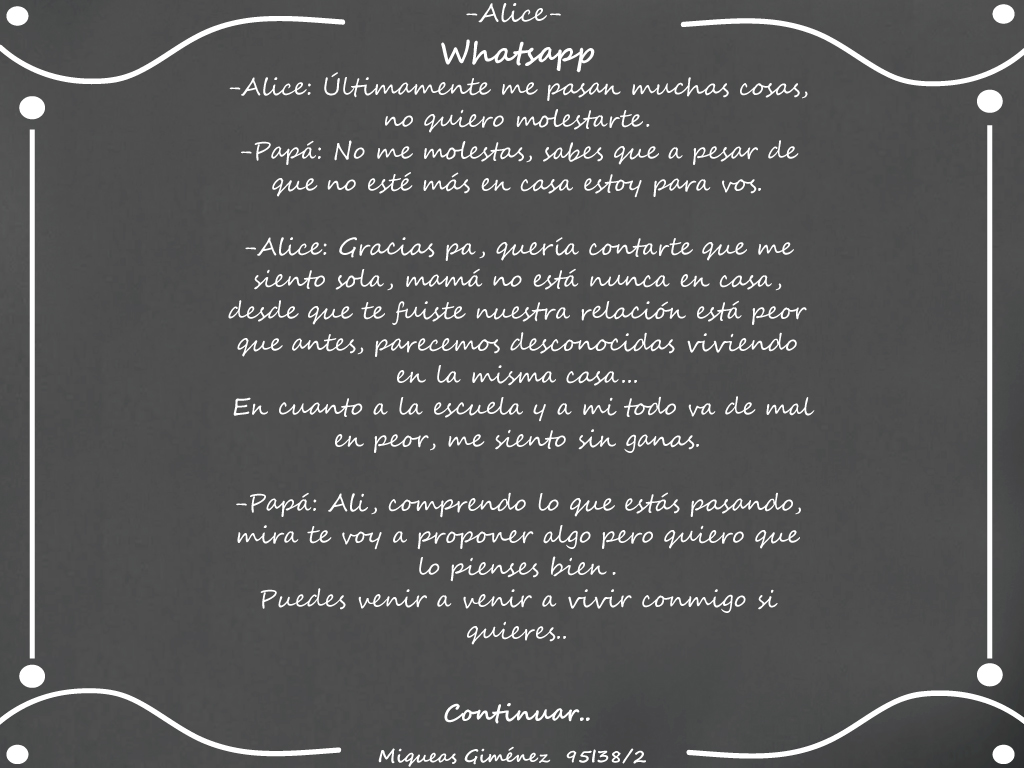 -Alice-
Whatsapp
-Alice: Últimamente me pasan muchas cosas,
no quiero molestarte.
-Papá: No me molestas, sabes que a pesar de
que no esté más en casa estoy para vos.
-Alice: Gracias pa, quería contarte que me
siento sola, mamá no está nunca en casa,
desde que te fuiste nuestra relación está peor
que antes, parecemos desconocidas viviendo
en la misma casa...
En cuanto a la escuela y a mi todo va de mal
en peor, me siento sin ganas.
-Papá: Ali, comprendo lo que estás pasando,
mira te voy a proponer algo pero quiero que
lo pienses bien.
Puedes venir a venir a vivir conmigo si
quieres..
Continuar..
Miqueas Giménez 95138/2